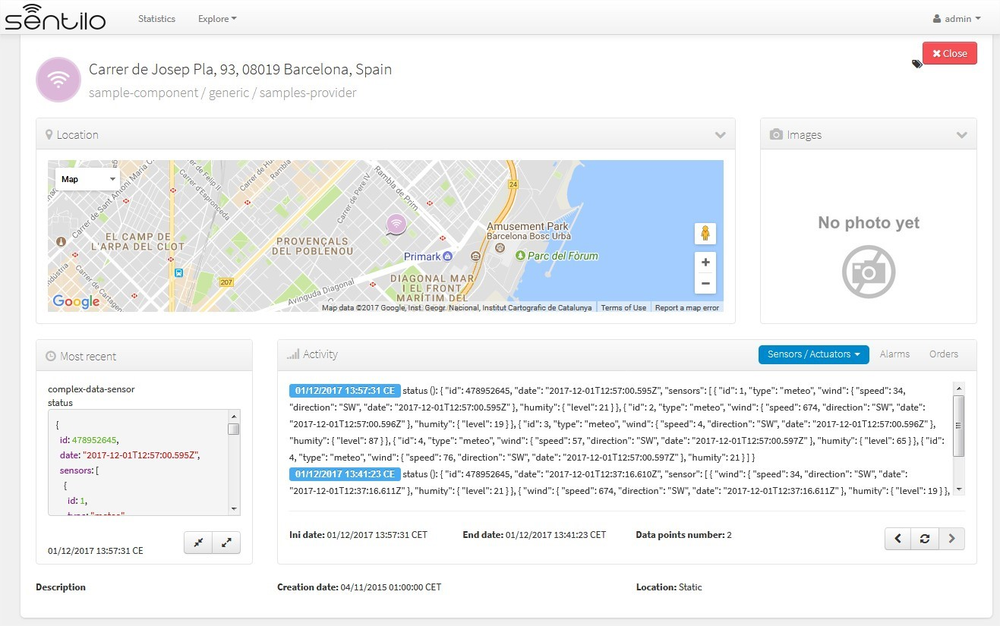 sentilo
Statistics
Explore
admin
Close
Carrer de Josep Pla, 93, 08019 Barcelona, Spain
sample-component / generic / samples-provider
Location
Images
Map
Carrer de Sant Antoni Maria C
Carrer de Felip II
Carrer d'Espronceda
Rambla
Carrer de Pere IV
Rambla de Prim
24
EL CAMP DE
L'ARPA DEL CLOT
PROVENÇALS
DEL POBLENOU
Amusement Park
Barcelona Bosc Urbà
Primark
Parc del Fòrum
DIAGONAL MAR
I EL FRONT
MARÍTIM DEL
207
Avinguda Diagonal
Carrer de Cartagena
Google
Map data ©2017 Google, Inst. Geogr. Nacional, Institut Cartogràfic de Catalunya
Terms of Use
Report a map error
No photo yet
Most recent
Activity
Sensors / Actuators
Alarms
Orders
complex-data-sensor
status
{
id: 478952645,
date: "2017-12-01T12:57:00.595Z",
sensors: [
{
id: 1,
type: "meteo"
01/12/2017 13:57:31 CE
01/12/2017 13:57:31 CE status (): { "id": 478952645, "date": "2017-12-01T12:57:00.595Z", "sensors": [ { "id": 1, "type": "meteo", "wind": { "speed": 34,
"direction": "SW", "date": "2017-12-01T12:57:00.595Z" }, "humity": { "level": 21 } }, { "id": 2, "type": "meteo", "wind": { "speed": 674, "direction": "SW", "date":
"2017-12-01T12:57:00.596Z" }, "humity": { "level": 19 } }, { "id": 3, "type": "meteo", "wind": { "speed": 4, "direction": "SW", "date": "2017-12-01T12:57:00.596Z" },
"humity": { "level": 87 } }, { "id": 4, "type": "meteo", "wind": { "speed": 57, "direction": "SW", "date": "2017-12-01T12:57:00.597Z" }, "humity": { "level": 65 } }, { "id":
4, "type": "meteo", "wind": { "speed": 76, "direction": "SW", "date": "2017-12-01T12:57:00.597Z" }, "humity": 21 } ] }
01/12/2017 13:41:23 CE status (): { "id": 478952645, "date": "2017-12-01T12:37:16.610Z", "sensor": [ { "wind": { "speed": 34, "direction": "SW", "date":
"2017-12-01T12:37:16.611Z" }, "humity": { "level": 21 } }, { "wind": { "speed": 674, "direction": "SW", "date": "2017-12-01T12:37:16.611Z" }, "humity": { "level": 19 } },
Ini date: 01/12/2017 13:57:31 CET
End date: 01/12/2017 13:41:23 CET
Data points number: 2
Description
Creation date: 04/11/2015 01:00:00 CET
Location: Static